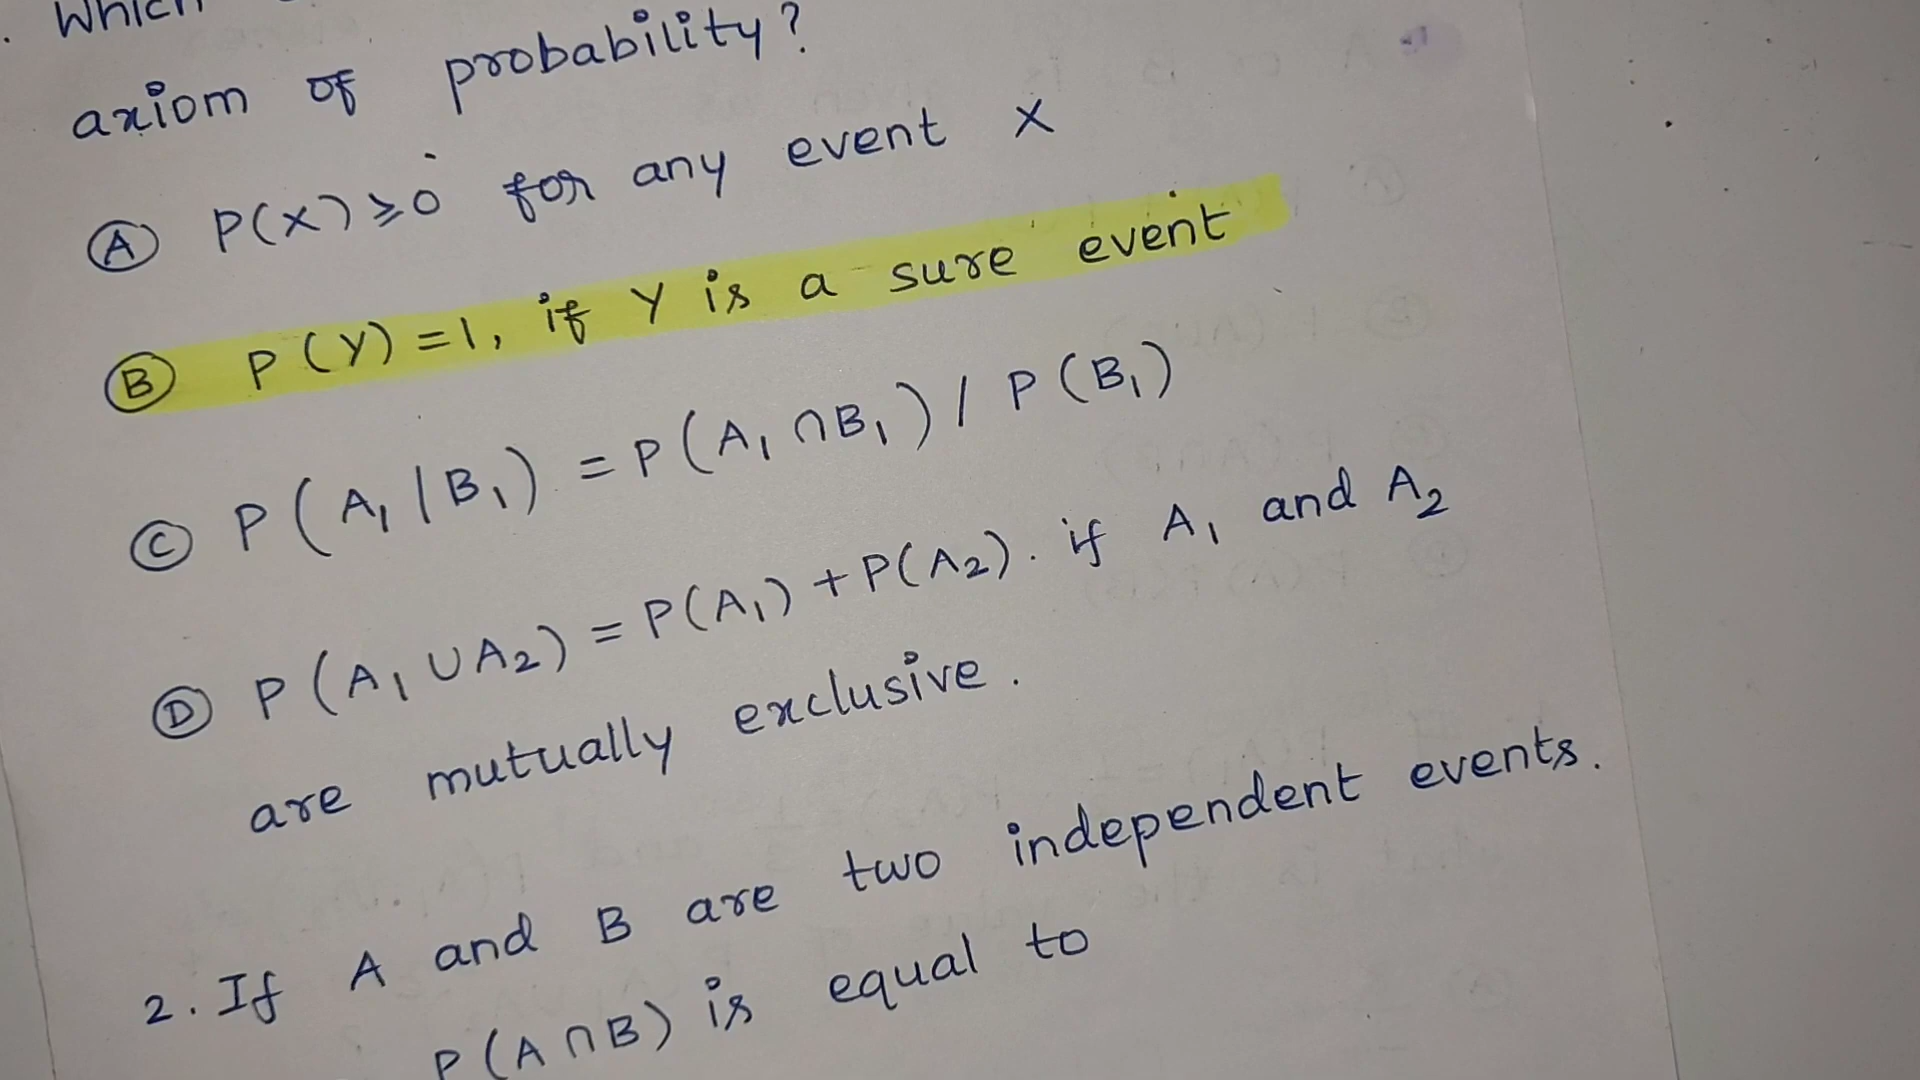 . Which
axiom of probability?
Ⓐ P(X) ≥ 0 for any event X
Ⓑ P(Y) = 1, if Y is a sure event
Ⓒ P(A₁ | B₁) = P(A₁ ∩ B₁) / P(B₁)
Ⓓ P(A₁ ∪ A₂) = P(A₁) + P(A₂). if A₁ and A₂
are mutually exclusive.
2. If A and B are two independent events.
P(A ∩ B) is equal to